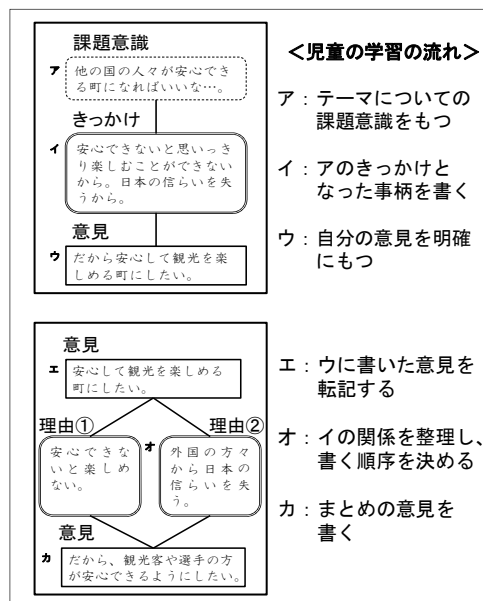 課題意識
ア
他の国の人々が安心でき
る町になればいいな…。
きっかけ
イ
安心できないと思いっき
り楽しむことができない
から。日本の信らいを失
うから。
意見
ウ
だから安心して観光を楽
しめる町にしたい。
＜児童の学習の流れ＞
ア：テーマについての
課題意識をもつ
イ：アのきっかけと
なった事柄を書く
ウ：自分の意見を明確
にもつ
意見
エ
安心して観光を楽しめる
町にしたい。
理由①
理由②
安心できな
いと楽しめ
ない。
オ
外国の方々
から日本の
信らいを失
う。
意見
カ
だから、観光客や選手の方
が安心できるようにしたい。
エ：ウに書いた意見を
転記する
オ：イの関係を整理し、
書く順序を決める
カ：まとめの意見を
書く